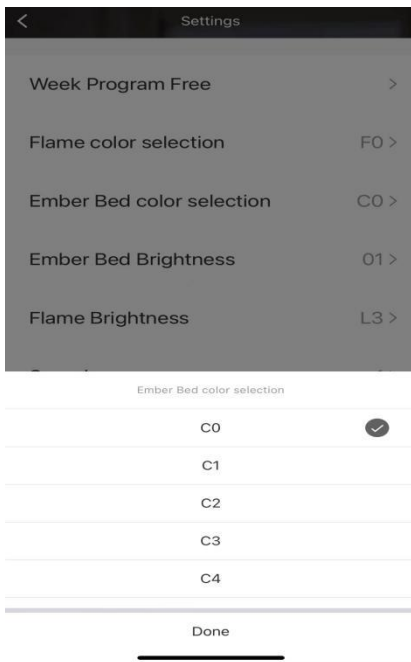 Settings
Week Program Free
Flame color selection F0 >
Ember Bed color selection C0 >
Ember Bed Brightness 01 >
Flame Brightness L3 >
Ember Bed color selection
C0
C1
C2
C3
C4
Done